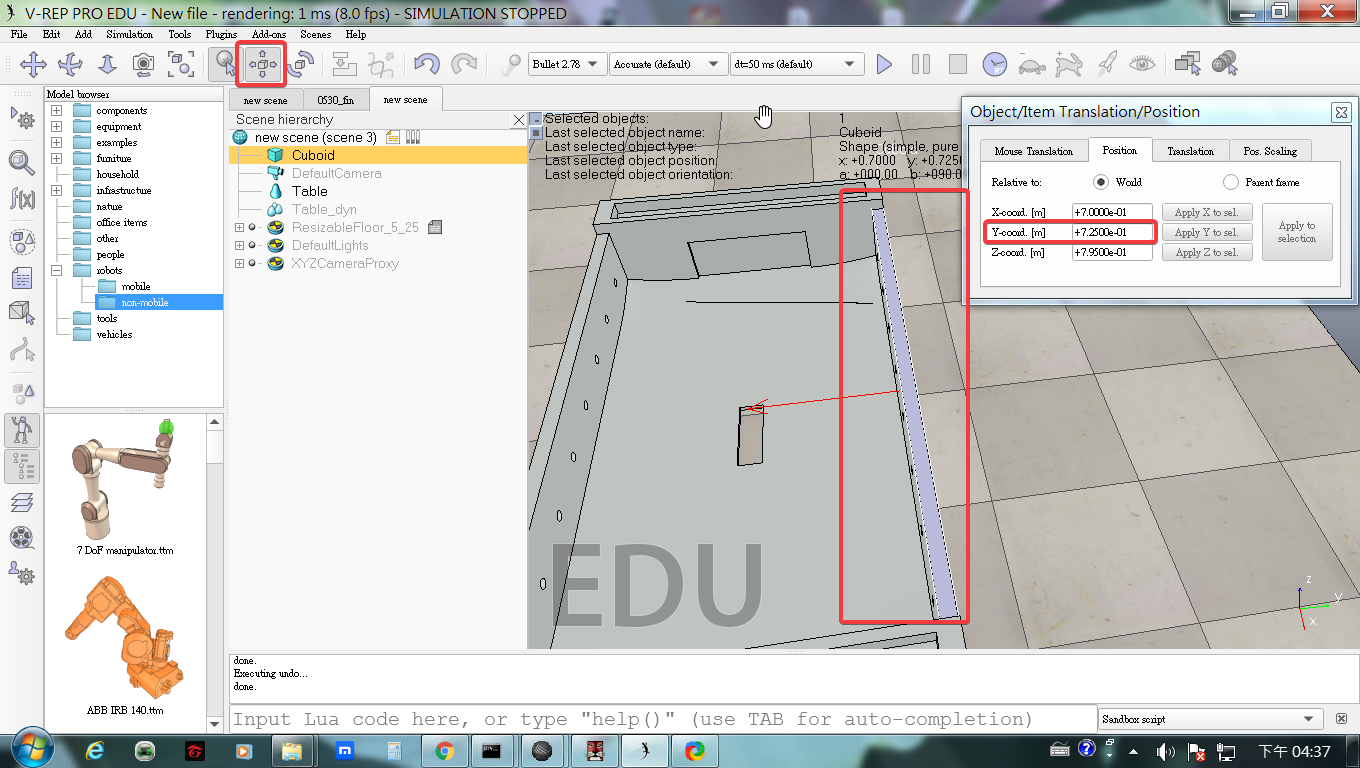 V-REP PRO EDU - New file - rendering: 1 ms (8.0 fps) - SIMULATION STOPPED
File Edit Add Simulation Tools Plugins Add-ons Scenes Help
Bullet 2.78 Accurate (default) dt=50 ms (default)
Model browser
components
equipment
examples
furniture
household
infrastructure
nature
office items
other
people
robots
mobile
non-mobile
tools
vehicles
7 DoF manipulator.ttm
ABB IRB 140.ttm
new scene 0530_fin new scene
Scene hierarchy
new scene (scene 3)
Cuboid
DefaultCamera
Table
Table_dyn
ResizableFloor_5_25
DefaultLights
XYZCameraProxy
Selected objects: 1
Last selected object name: Cuboid
Last selected object type: Shape (simple, pure
Last selected object position: x: +0.7000 y: +0.7250
Last selected object orientation: a: +000.00 b: +090.0
EDU
z
y
x
Object/Item Translation/Position
Mouse Translation Position Translation Pos. Scaling
Relative to: World Parent frame
X-coord. [m] +7.0000e-01 Apply X to sel.
Y-coord. [m] +7.2500e-01 Apply Y to sel.
Z-coord. [m] +7.9500e-01 Apply Z to sel.
Apply to
selection
done.
Executing undo...
done.
Input Lua code here, or type "help()" (use TAB for auto-completion)
Sandbox script
下午 04:37